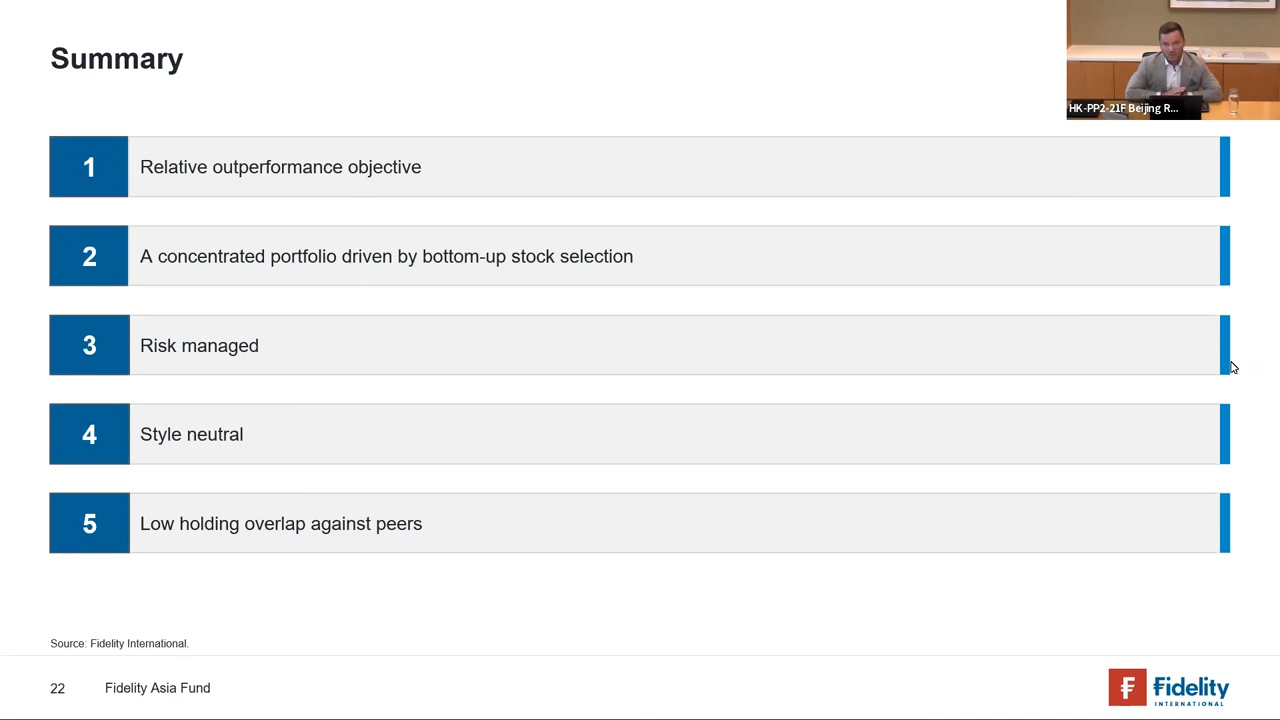 Summary
HK-PP2-21F Beijing R...
1
Relative outperformance objective
2
A concentrated portfolio driven by bottom-up stock selection
3
Risk managed
4
Style neutral
5
Low holding overlap against peers
Source: Fidelity International.
22
Fidelity Asia Fund
Fidelity
INTERNATIONAL